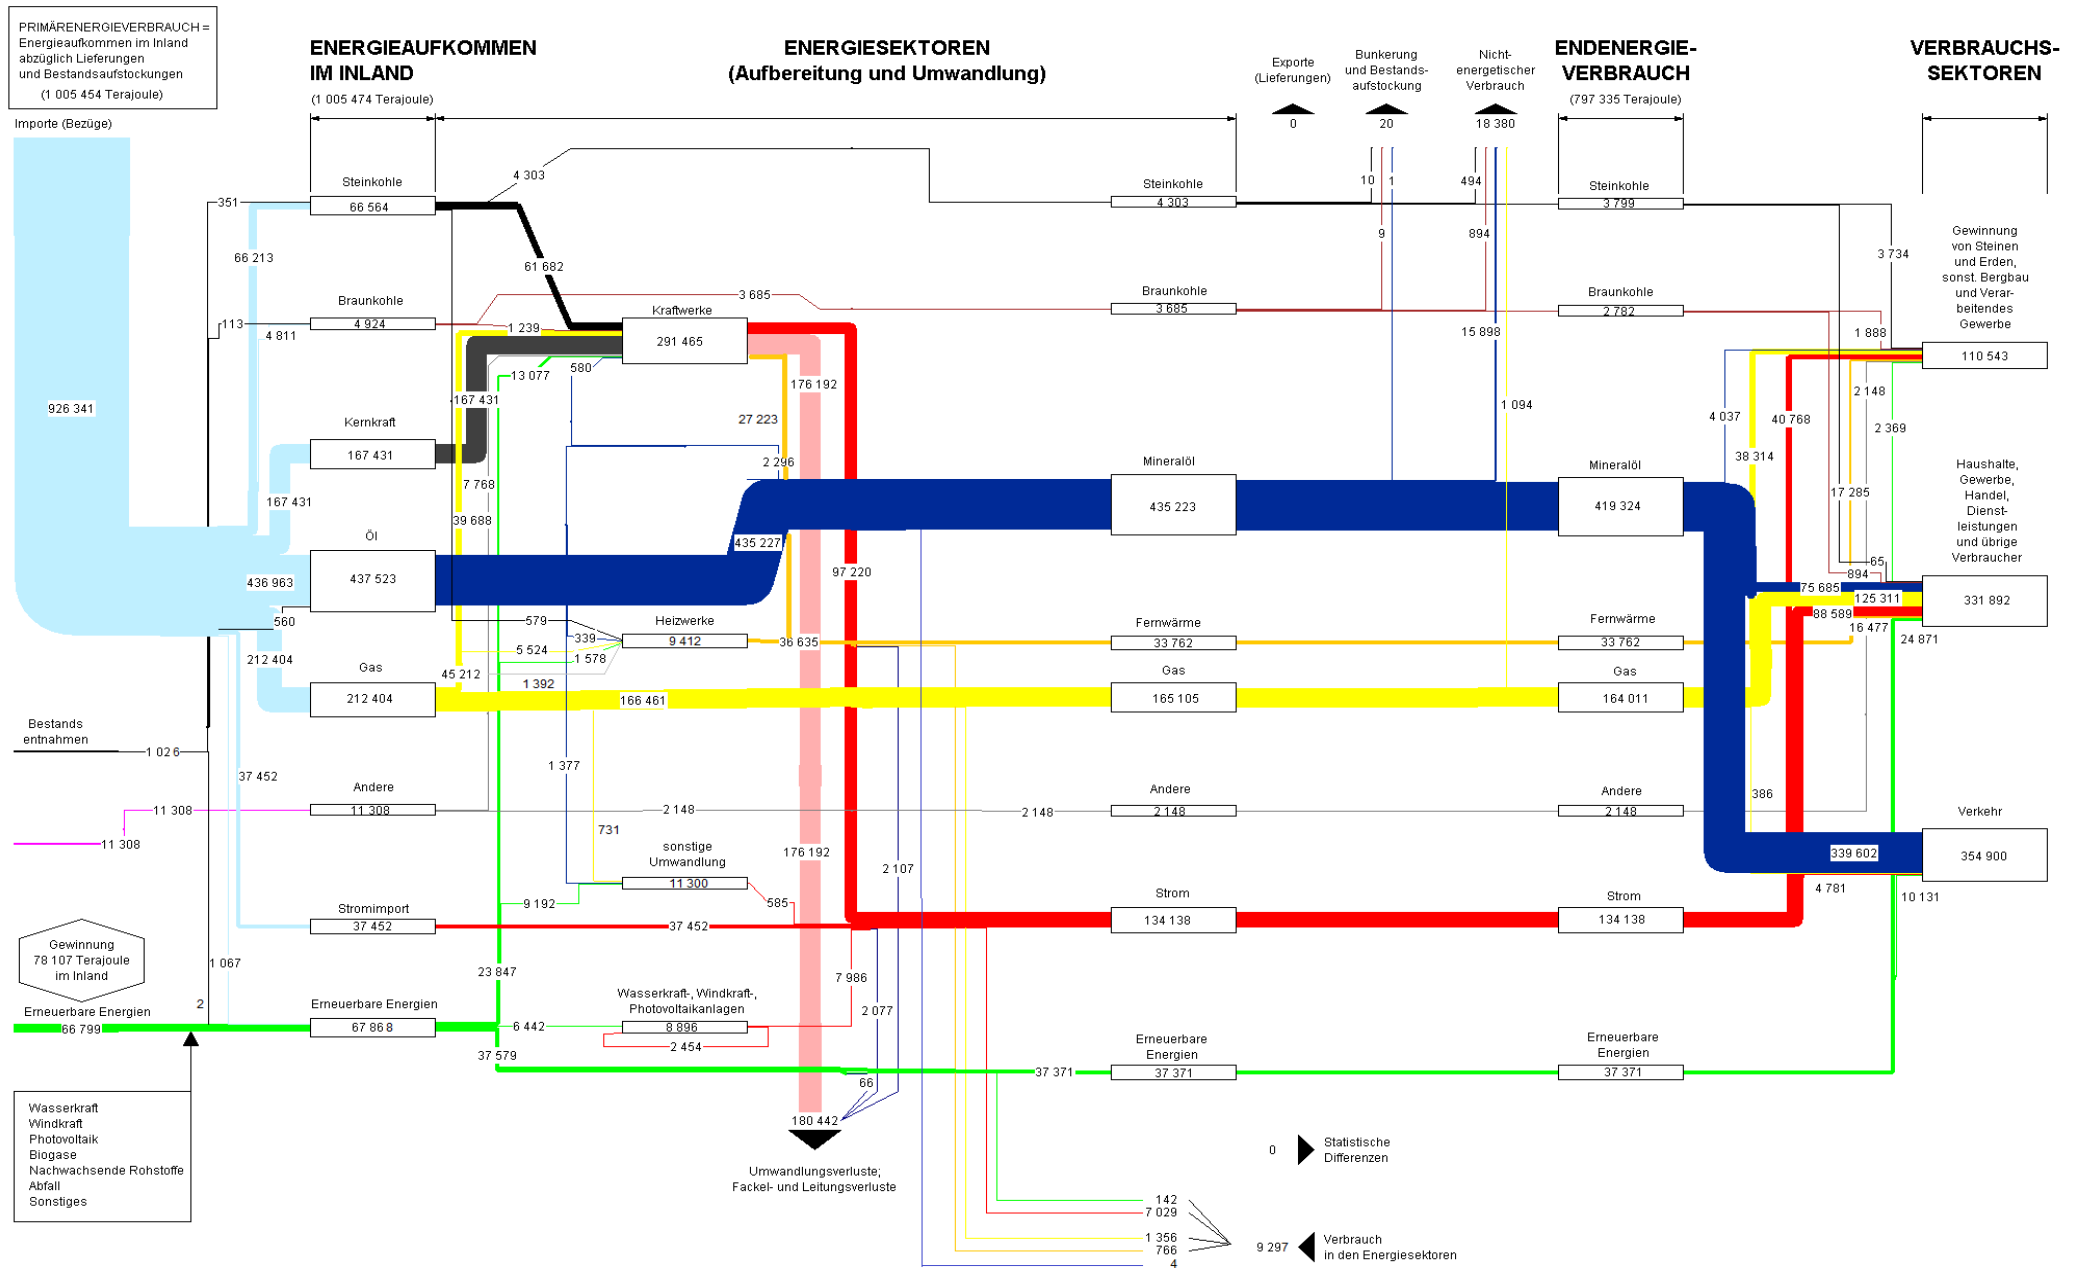 PRIMÄRENERGIEVERBRAUCH =
Energieaufkommen im Inland
abzüglich Lieferungen
und Bestandsaufstockungen
(1 005 454 Terajoule)
ENERGIEAUFKOMMEN
IM INLAND
(1 005 474 Terajoule)
ENERGIESEKTOREN
(Aufbereitung und Umwandlung)
Exporte
(Lieferungen)
0
Bunkerung
und Bestands-
aufstockung
20
Nicht-
energetischer
Verbrauch
18 380
ENDENERGIE-
VERBRAUCH
(797 335 Terajoule)
VERBRAUCHS-
SEKTOREN
Importe (Bezüge)
926 341
351
66 213
113
4 811
167 431
436 963
560
212 404
Bestands
entnahmen
1 026
37 452
11 308
11 308
1 067
2
Gewinnung
78 107 Terajoule
im Inland
Erneuerbare Energien
66 799
Wasserkraft
Windkraft
Photovoltaik
Biogase
Nachwachsende Rohstoffe
Abfall
Sonstiges
Steinkohle
66 564
Braunkohle
4 924
Kernkraft
167 431
Öl
437 523
Gas
212 404
Andere
11 308
Stromimport
37 452
Erneuerbare Energien
67 868
4 303
61 682
3 685
1 239
13 077
580
167 431
7 768
39 688
579
339
5 524
1 578
45 212
1 392
166 461
1 377
731
2 148
2 148
9 192
37 452
23 847
6 442
37 579
Kraftwerke
291 465
176 192
27 223
2 296
435 227
97 220
Heizwerke
9 412
36 635
sonstige
Umwandlung
11 300
585
176 192
2 107
Wasserkraft-, Windkraft-,
Photovoltaikanlagen
8 896
2 454
7 986
2 077
66
37 371
180 442
Umwandlungsverluste;
Fackel- und Leitungsverluste
Steinkohle
4 303
Braunkohle
3 685
Mineralöl
435 223
Fernwärme
33 762
Gas
165 105
Andere
2 148
Strom
134 138
Erneuerbare
Energien
37 371
10
1
9
494
894
15 898
1 094
Steinkohle
3 799
Braunkohle
2 782
Mineralöl
419 324
Fernwärme
33 762
Gas
164 011
Andere
2 148
Strom
134 138
Erneuerbare
Energien
37 371
3 734
1 888
2 148
4 037
40 768
2 369
38 314
17 285
65
894
75 685
125 311
88 589
16 477
24 871
386
339 602
4 781
10 131
Gewinnung
von Steinen
und Erden,
sonst. Bergbau
und Verar-
beitendes
Gewerbe
110 543
Haushalte,
Gewerbe,
Handel,
Dienst-
leistungen
und übrige
Verbraucher
331 892
Verkehr
354 900
0
Statistische
Differenzen
142
7 029
1 356
766
4
9 297
Verbrauch
in den Energiesektoren